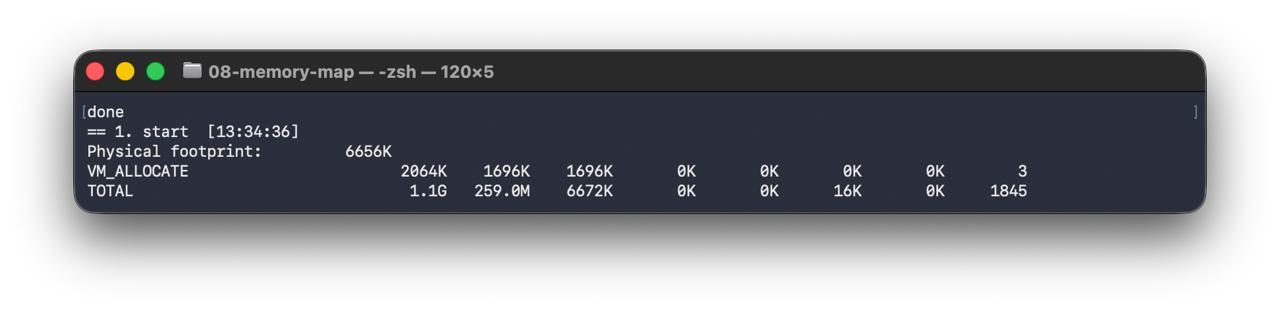 08-memory-map — -zsh — 120×5
[done ]
== 1. start  [13:34:36]
Physical footprint:         6656K
VM_ALLOCATE                       2064K    1696K    1696K       0K       0K       0K       0K        3
TOTAL                              1.1G   259.0M    6672K       0K       0K      16K       0K     1845